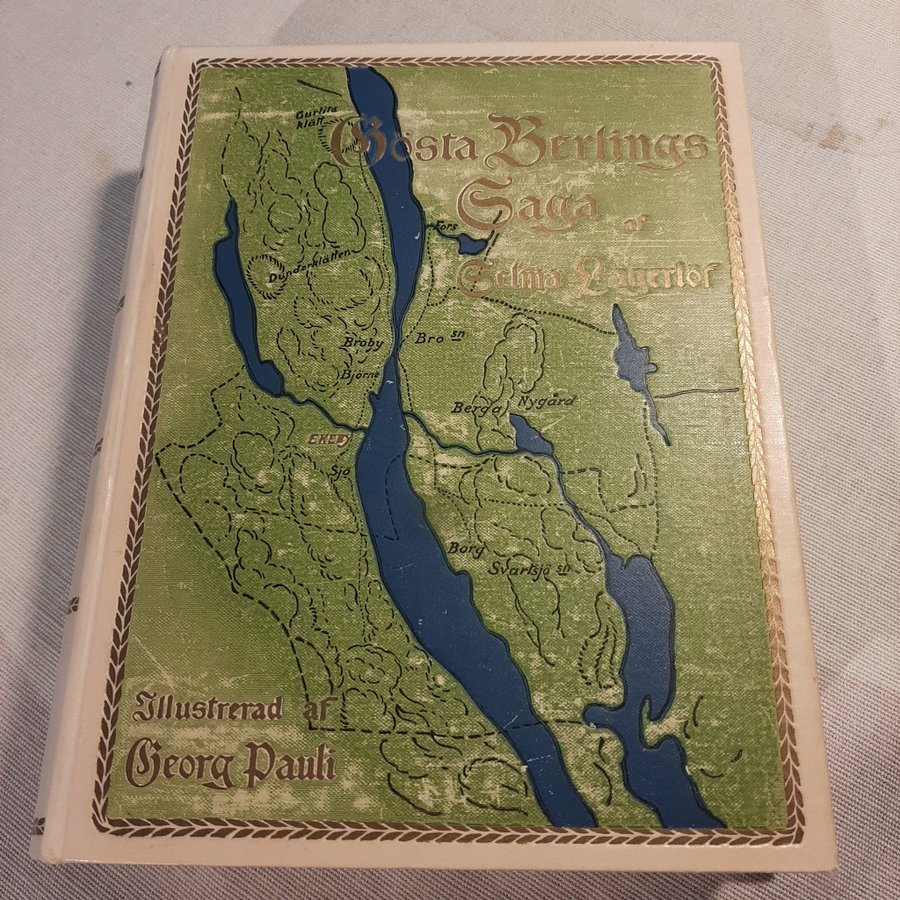 Gösta Berlings
Saga af
Selma Lagerlöf
Gurlita
klätt
Fors
Dunderklätten
Broby
Bro sn
Björne
Berga
Nygård
EKEBY
Sjö
Borg
Svartsjö sn
Illustrerad af
Georg Pauli